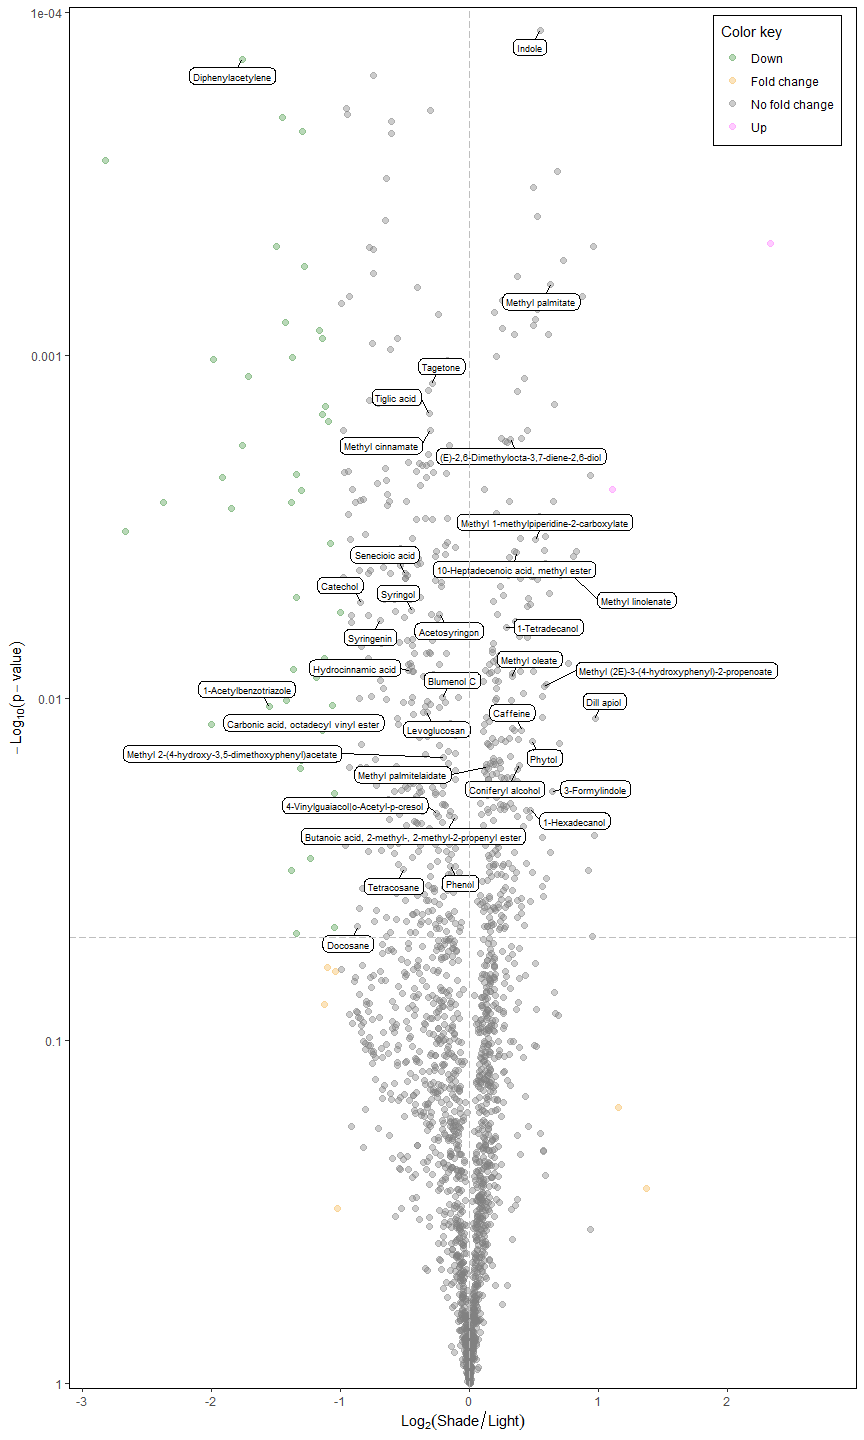 1e-04
Color key
Down
Fold change
No fold change
Up
Indole
Diphenylacetylene
Methyl palmitate
0.001
Tagetone
Tiglic acid
Methyl cinnamate
(E)-2,6-Dimethylocta-3,7-diene-2,6-diol
Methyl 1-methylpiperidine-2-carboxylate
Senecioic acid
10-Heptadecenoic acid, methyl ester
Catechol
Syringol
Methyl linolenate
Syringenin
Acetosyringon
1-Tetradecanol
Methyl oleate
Hydrocinnamic acid
Methyl (2E)-3-(4-hydroxyphenyl)-2-propenoate
Blumenol C
1-Acetylbenzotriazole
0.01
Dill apiol
Caffeine
Carbonic acid, octadecyl vinyl ester
Levoglucosan
Methyl 2-(4-hydroxy-3,5-dimethoxyphenyl)acetate
Phytol
Methyl palmitelaidate
Coniferyl alcohol
3-Formylindole
4-Vinylguaiacol|o-Acetyl-p-cresol
1-Hexadecanol
Butanoic acid, 2-methyl-, 2-methyl-2-propenyl ester
Tetracosane
Phenol
Docosane
0.1
1
-3
-2
-1
0
1
2
Log2(Shade/Light)
−Log10(p−value)